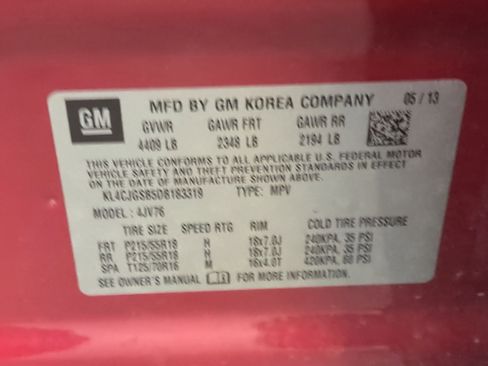 GM MFD BY GM KOREA COMPANY 05/13
GVWR GAWR FRT GAWR RR
4409 LB 2348 LB 2194 LB
THIS VEHICLE CONFORMS TO ALL APPLICABLE U.S. FEDERAL MOTOR
VEHICLE SAFETY AND THEFT PREVENTION STANDARDS IN EFFECT
ON THE DATE OF MANUFACTURE SHOWN ABOVE.
KL4CJGSB5DB183319 TYPE: MPV
MODEL: 4JV76
TIRE SIZE SPEED RTG RIM COLD TIRE PRESSURE
FRT P215/55R18 H 18x7.0J 240KPA, 35 PSI
RR P215/55R18 H 18x7.0J 240KPA, 35 PSI
SPA T125/70R16 M 16x4.0T 420KPA, 60 PSI
SEE OWNER'S MANUAL FOR MORE INFORMATION.